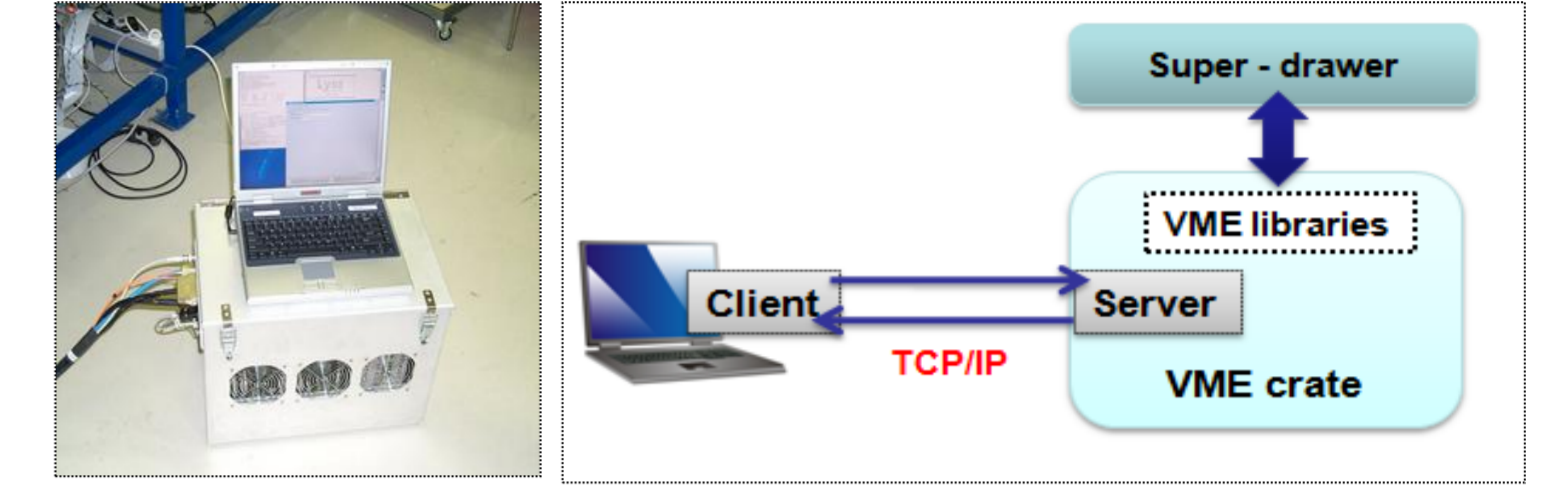 Super - drawer
VME libraries
Client
Server
TCP/IP
VME crate